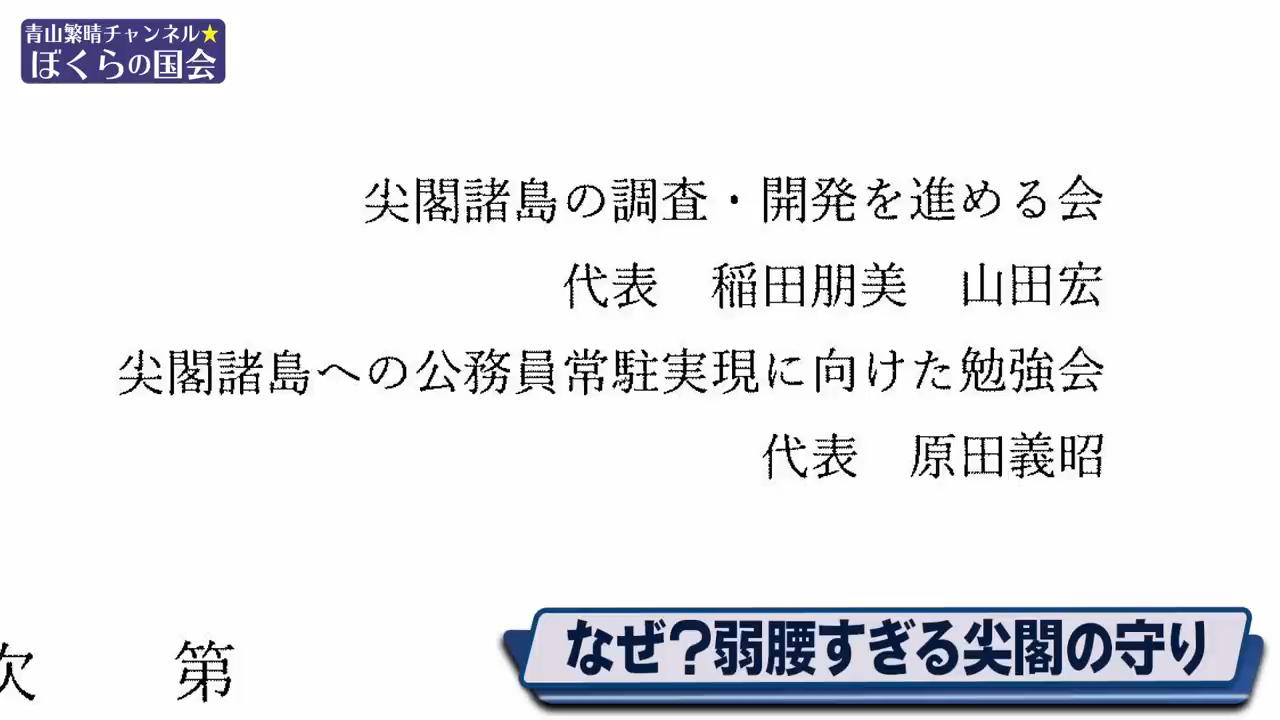 青山繁晴チャンネル★
ぼくらの国会
尖閣諸島の調査・開発を進める会
代表　稲田朋美　山田宏
尖閣諸島への公務員常駐実現に向けた勉強会
代表　原田義昭
次　　第
なぜ?弱腰すぎる尖閣の守り